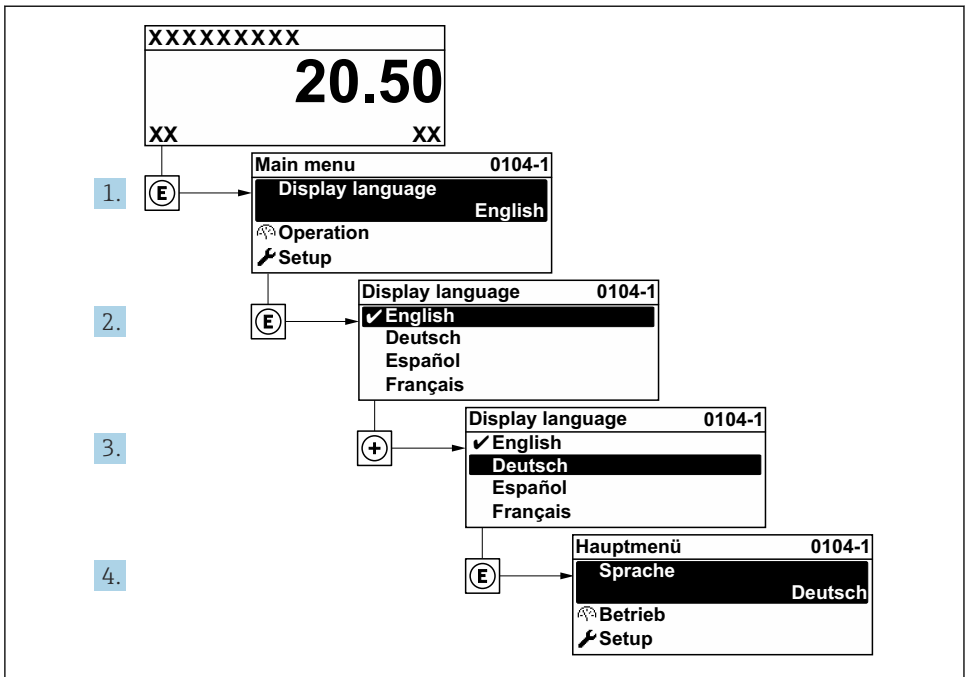 XXXXXXXXX
20.50
XX XX
1. E
Main menu 0104-1
Display language
English
Operation
Setup
2. E
Display language 0104-1
✔English
Deutsch
Español
Français
3. +
Display language 0104-1
✔English
Deutsch
Español
Français
4. E
Hauptmenü 0104-1
Sprache
Deutsch
Betrieb
Setup